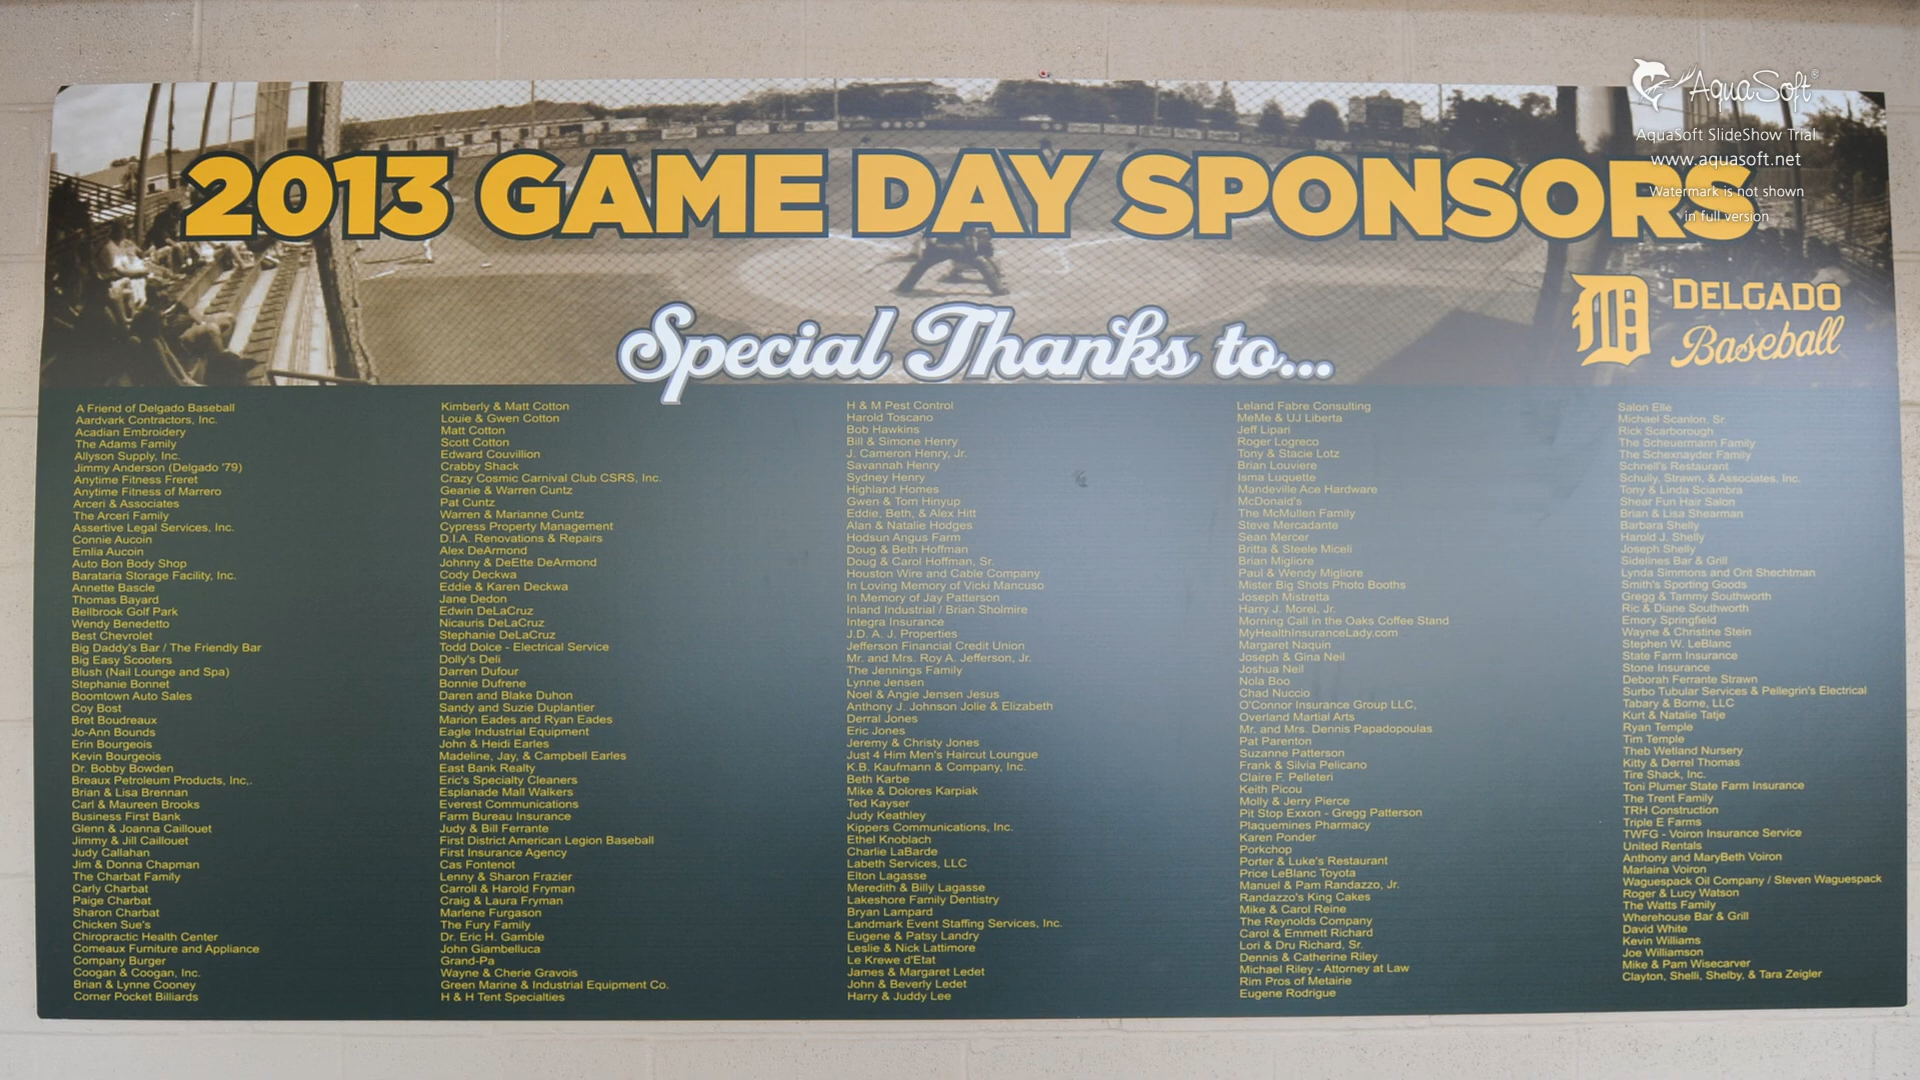 AquaSoft
AquaSoft SlideShow Trial
www.aquasoft.net
Watermark is not shown
in full version
2013 GAME DAY SPONSORS
D DELGADO
Baseball
Special Thanks to...
A Friend of Delgado Baseball
Aardvark Contractors, Inc.
Acadian Embroidery
The Adams Family
Allyson Supply, Inc.
Jimmy Anderson (Delgado '79)
Anytime Fitness Freret
Anytime Fitness of Marrero
Arceri & Associates
The Arceri Family
Assertive Legal Services, Inc.
Connie Aucoin
Emlia Aucoin
Auto Bon Body Shop
Barataria Storage Facility, Inc.
Annette Bascle
Thomas Bayard
Bellbrook Golf Park
Wendy Benedetto
Best Chevrolet
Big Daddy's Bar / The Friendly Bar
Big Easy Scooters
Blush (Nail Lounge and Spa)
Stephanie Bonnet
Boomtown Auto Sales
Coy Bost
Bret Boudreaux
Jo-Ann Bounds
Erin Bourgeois
Kevin Bourgeois
Dr. Bobby Bowden
Breaux Petroleum Products, Inc,.
Brian & Lisa Brennan
Carl & Maureen Brooks
Business First Bank
Glenn & Joanna Caillouet
Jimmy & Jill Caillouet
Judy Callahan
Jim & Donna Chapman
The Charbat Family
Carly Charbat
Paige Charbat
Sharon Charbat
Chicken Sue's
Chiropractic Health Center
Comeaux Furniture and Appliance
Company Burger
Coogan & Coogan, Inc.
Brian & Lynne Cooney
Corner Pocket Billiards
Kimberly & Matt Cotton
Louie & Gwen Cotton
Matt Cotton
Scott Cotton
Edward Couvillion
Crabby Shack
Crazy Cosmic Carnival Club CSRS, Inc.
Geanie & Warren Cuntz
Pat Cuntz
Warren & Marianne Cuntz
Cypress Property Management
D.I.A. Renovations & Repairs
Alex DeArmond
Johnny & DeEtte DeArmond
Cody Deckwa
Eddie & Karen Deckwa
Jane Dedon
Edwin DeLaCruz
Nicauris DeLaCruz
Stephanie DeLaCruz
Todd Dolce - Electrical Service
Dolly's Deli
Darren Dufour
Bonnie Dufrene
Daren and Blake Duhon
Sandy and Suzie Duplantier
Marion Eades and Ryan Eades
Eagle Industrial Equipment
John & Heidi Earles
Madeline, Jay, & Campbell Earles
East Bank Realty
Eric's Specialty Cleaners
Esplanade Mall Walkers
Everest Communications
Farm Bureau Insurance
Judy & Bill Ferrante
First District American Legion Baseball
First Insurance Agency
Cas Fontenot
Lenny & Sharon Frazier
Carroll & Harold Fryman
Craig & Laura Fryman
Marlene Furgason
The Fury Family
Dr. Eric H. Gamble
John Giambelluca
Grand-Pa
Wayne & Cherie Gravois
Green Marine & Industrial Equipment Co.
H & H Tent Specialties
H & M Pest Control
Harold Toscano
Bob Hawkins
Bill & Simone Henry
J. Cameron Henry, Jr.
Savannah Henry
Sydney Henry
Highland Homes
Gwen & Tom Hinyup
Eddie, Beth, & Alex Hitt
Alan & Natalie Hodges
Hodsun Angus Farm
Doug & Beth Hoffman
Doug & Carol Hoffman, Sr.
Houston Wire and Cable Company
In Loving Memory of Vicki Mancuso
In Memory of Jay Patterson
Inland Industrial / Brian Sholmire
Integra Insurance
J.D. A. J. Properties
Jefferson Financial Credit Union
Mr. and Mrs. Roy A. Jefferson, Jr.
The Jennings Family
Lynne Jensen
Noel & Angie Jensen Jesus
Anthony J. Johnson Jolie & Elizabeth
Derral Jones
Eric Jones
Jeremy & Christy Jones
Just 4 Him Men's Haircut Loungue
K.B. Kaufmann & Company, Inc.
Beth Karbe
Mike & Dolores Karpiak
Ted Kayser
Judy Keathley
Kippers Communications, Inc.
Ethel Knobloch
Charlie LaBarde
Labeth Services, LLC
Elton Lagasse
Meredith & Billy Lagasse
Lakeshore Family Dentistry
Bryan Lampard
Landmark Event Staffing Services, Inc.
Eugene & Patsy Landry
Leslie & Nick Lattimore
Le Krewe d'Etat
James & Margaret Ledet
John & Beverly Ledet
Harry & Juddy Lee
Leland Fabre Consulting
MeMe & UJ Liberta
Jeff Lipari
Roger Logreco
Tony & Stacie Lotz
Brian Louviere
Isma Luquette
Mandeville Ace Hardware
McDonald's
The McMullen Family
Steve Mercadante
Sean Mercer
Britta & Steele Miceli
Brian Migliore
Paul & Wendy Migliore
Mister Big Shots Photo Booths
Joseph Mistretta
Harry J. Morel, Jr.
Morning Call in the Oaks Coffee Stand
MyHealthInsuranceLady.com
Margaret Naquin
Joseph & Gina Neil
Joshua Neil
Nola Boo
Chad Nuccio
O'Connor Insurance Group LLC,
Overland Martial Arts
Mr. and Mrs. Dennis Papadopoulas
Pat Parenton
Suzanne Patterson
Frank & Silvia Pelicano
Claire F. Pelleteri
Keith Picou
Molly & Jerry Pierce
Pit Stop Exxon - Gregg Patterson
Plaquemines Pharmacy
Karen Ponder
Porkchop
Porter & Luke's Restaurant
Price LeBlanc Toyota
Manuel & Pam Randazzo, Jr.
Randazzo's King Cakes
Mike & Carol Reine
The Reynolds Company
Carol & Emmett Richard
Lori & Dru Richard, Sr.
Dennis & Catherine Riley
Michael Riley - Attorney at Law
Rim Pros of Metairie
Eugene Rodrigue
Salon Elle
Michael Scanlon, Sr.
Rick Scarborough
The Scheuermann Family
The Schexnayder Family
Schnell's Restaurant
Schully, Strawn, & Associates, Inc.
Tony & Linda Sciambra
Shear Fun Hair Salon
Brian & Lisa Shearman
Barbara Shelly
Harold J. Shelly
Joseph Shelly
Sidelines Bar & Grill
Lynda Simmons and Orit Shechtman
Smith's Sporting Goods
Gregg & Tammy Southworth
Ric & Diane Southworth
Emory Springfield
Wayne & Christine Stein
Stephen W. LeBlanc
State Farm Insurance
Stone Insurance
Deborah Ferrante Strawn
Surbo Tubular Services & Pellegrin's Electrical
Tabary & Borne, LLC
Kurt & Natalie Tatje
Ryan Temple
Tim Temple
Theb Wetland Nursery
Kitty & Derrel Thomas
Tire Shack, Inc.
Toni Plumer State Farm Insurance
The Trent Family
TRH Construction
Triple E Farms
TWFG - Voiron Insurance Service
United Rentals
Anthony and MaryBeth Voiron
Marlaina Voiron
Waguespack Oil Company / Steven Waguespack
Roger & Lucy Watson
The Watts Family
Wherehouse Bar & Grill
David White
Kevin Williams
Joe Williamson
Mike & Pam Wisecarver
Clayton, Shelli, Shelby, & Tara Zeigler